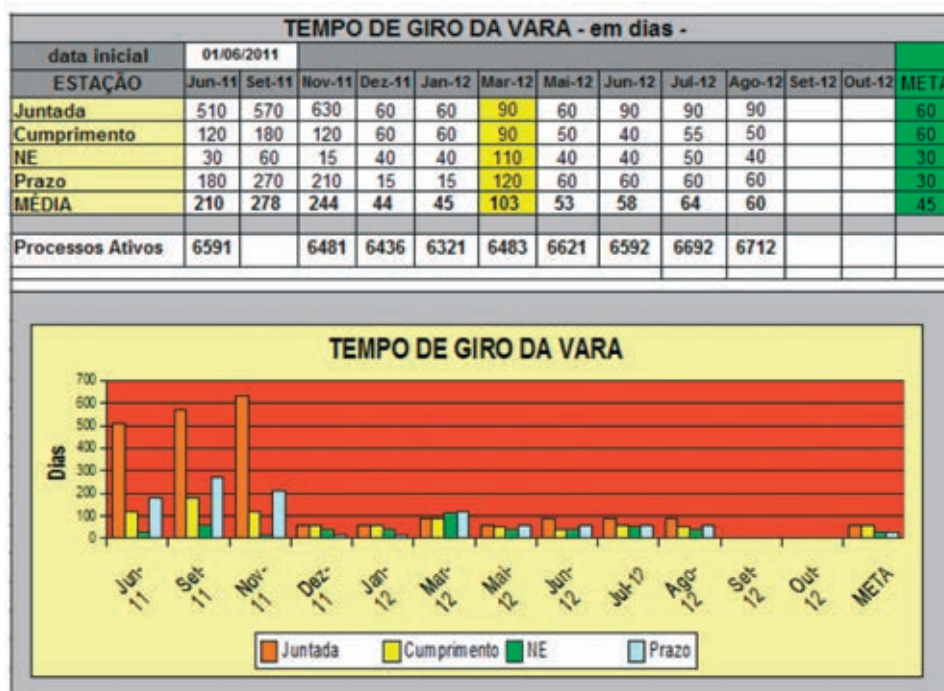 TEMPO DE GIRO DA VARA - em dias -
data inicial 01/06/2011
ESTAÇÃO Jun-11 Set-11 Nov-11 Dez-11 Jan-12 Mar-12 Mai-12 Jun-12 Jul-12 Ago-12 Set-12 Out-12 META
Juntada 510 570 630 60 60 90 60 90 90 90 60
Cumprimento 120 180 120 60 60 90 50 40 55 50 60
NE 30 60 15 40 40 110 40 40 50 40 30
Prazo 180 270 210 15 15 120 60 60 60 60 30
MÉDIA 210 278 244 44 45 103 53 58 64 60 45
Processos Ativos 6591 6481 6436 6321 6483 6621 6592 6692 6712
TEMPO DE GIRO DA VARA
700
600
500
400
300
200
100
0
Dias
Jun-11 Set-11 Nov-11 Dez-11 Jan-12 Mar-12 Mai-12 Jun-12 Jul-12 Ago-12 Set-12 Out-12 META
Juntada Cumprimento NE Prazo